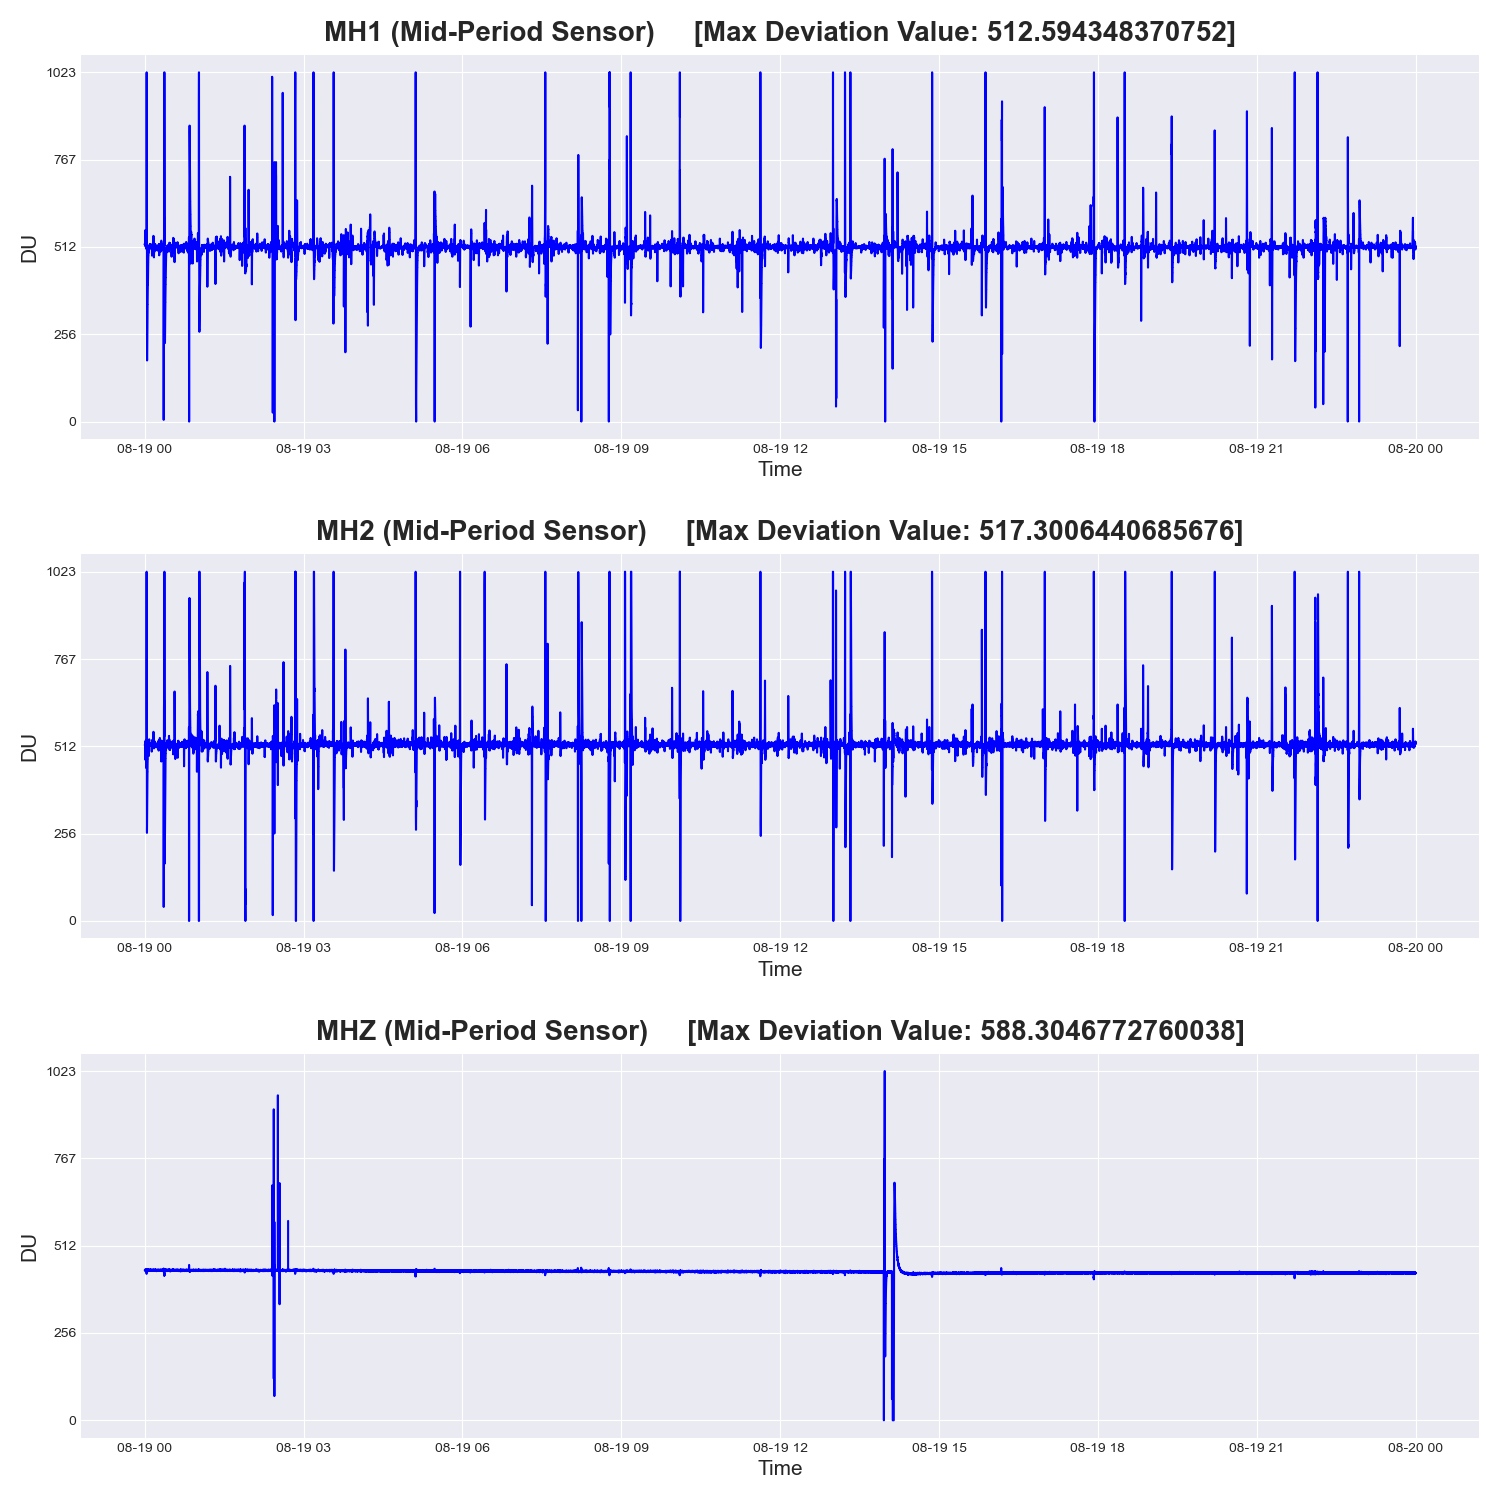 MH1 (Mid-Period Sensor) [Max Deviation Value: 512.594348370752]
1023
767
512
256
0
DU
08-19 00 08-19 03 08-19 06 08-19 09 08-19 12 08-19 15 08-19 18 08-19 21 08-20 00
Time
MH2 (Mid-Period Sensor) [Max Deviation Value: 517.3006440685676]
1023
767
512
256
0
DU
08-19 00 08-19 03 08-19 06 08-19 09 08-19 12 08-19 15 08-19 18 08-19 21 08-20 00
Time
MHZ (Mid-Period Sensor) [Max Deviation Value: 588.3046772760038]
1023
767
512
256
0
DU
08-19 00 08-19 03 08-19 06 08-19 09 08-19 12 08-19 15 08-19 18 08-19 21 08-20 00
Time